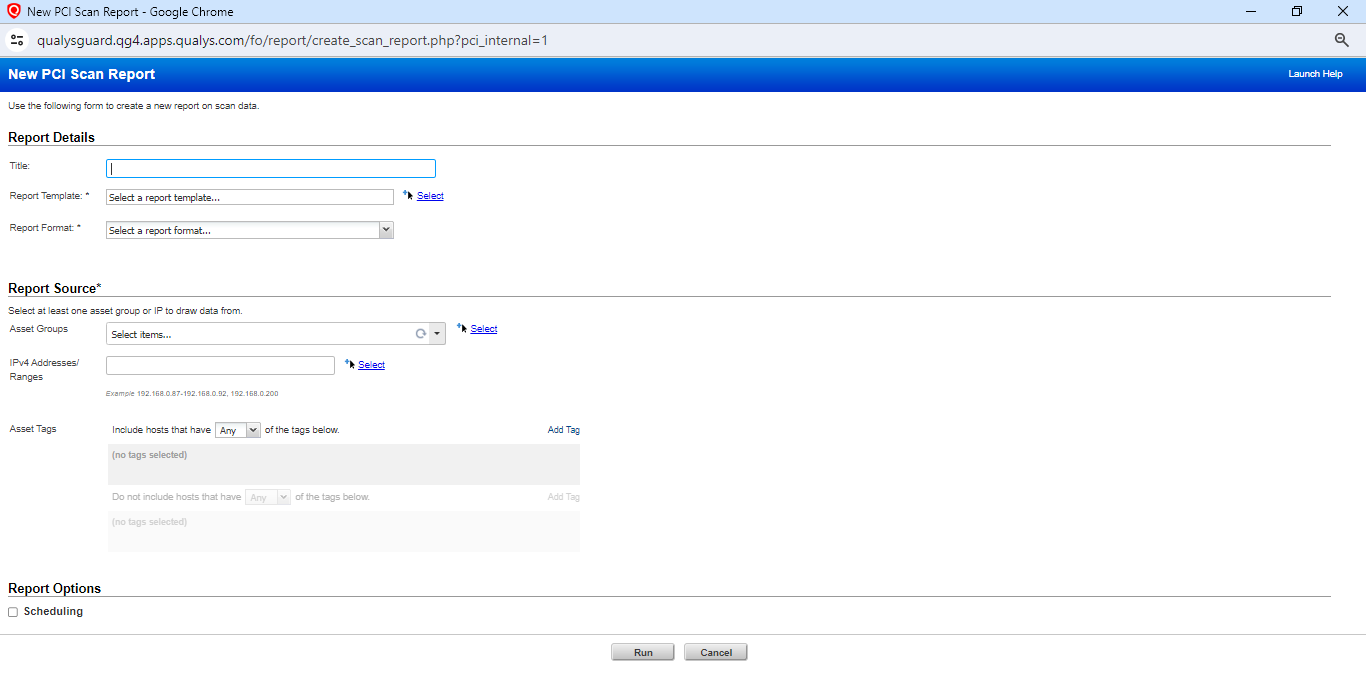 New PCI Scan Report - Google Chrome
qualysguard.qg4.apps.qualys.com/fo/report/create_scan_report.php?pci_internal=1
New PCI Scan Report
Launch Help
Use the following form to create a new report on scan data.
Report Details
Title:
Report Template: *
Select a report template...
Select
Report Format: *
Select a report format...
Report Source*
Select at least one asset group or IP to draw data from.
Asset Groups
Select items...
Select
IPv4 Addresses/
Ranges
Select
Example 192.168.0.87-192.168.0.92, 192.168.0.200
Asset Tags
Include hosts that have Any of the tags below.
Add Tag
(no tags selected)
Do not include hosts that have Any of the tags below.
Add Tag
(no tags selected)
Report Options
Scheduling
Run
Cancel